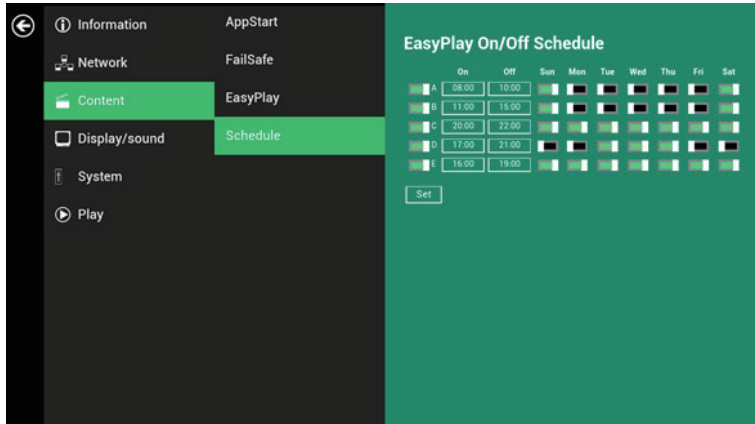 Information
Network
Content
Display/sound
System
Play
AppStart
FailSafe
EasyPlay
Schedule
EasyPlay On/Off Schedule
On Off Sun Mon Tue Wed Thu Fri Sat
A 08:00 10:00
B 11:00 15:00
C 20:00 22:00
D 17:00 21:00
E 16:00 19:00
Set